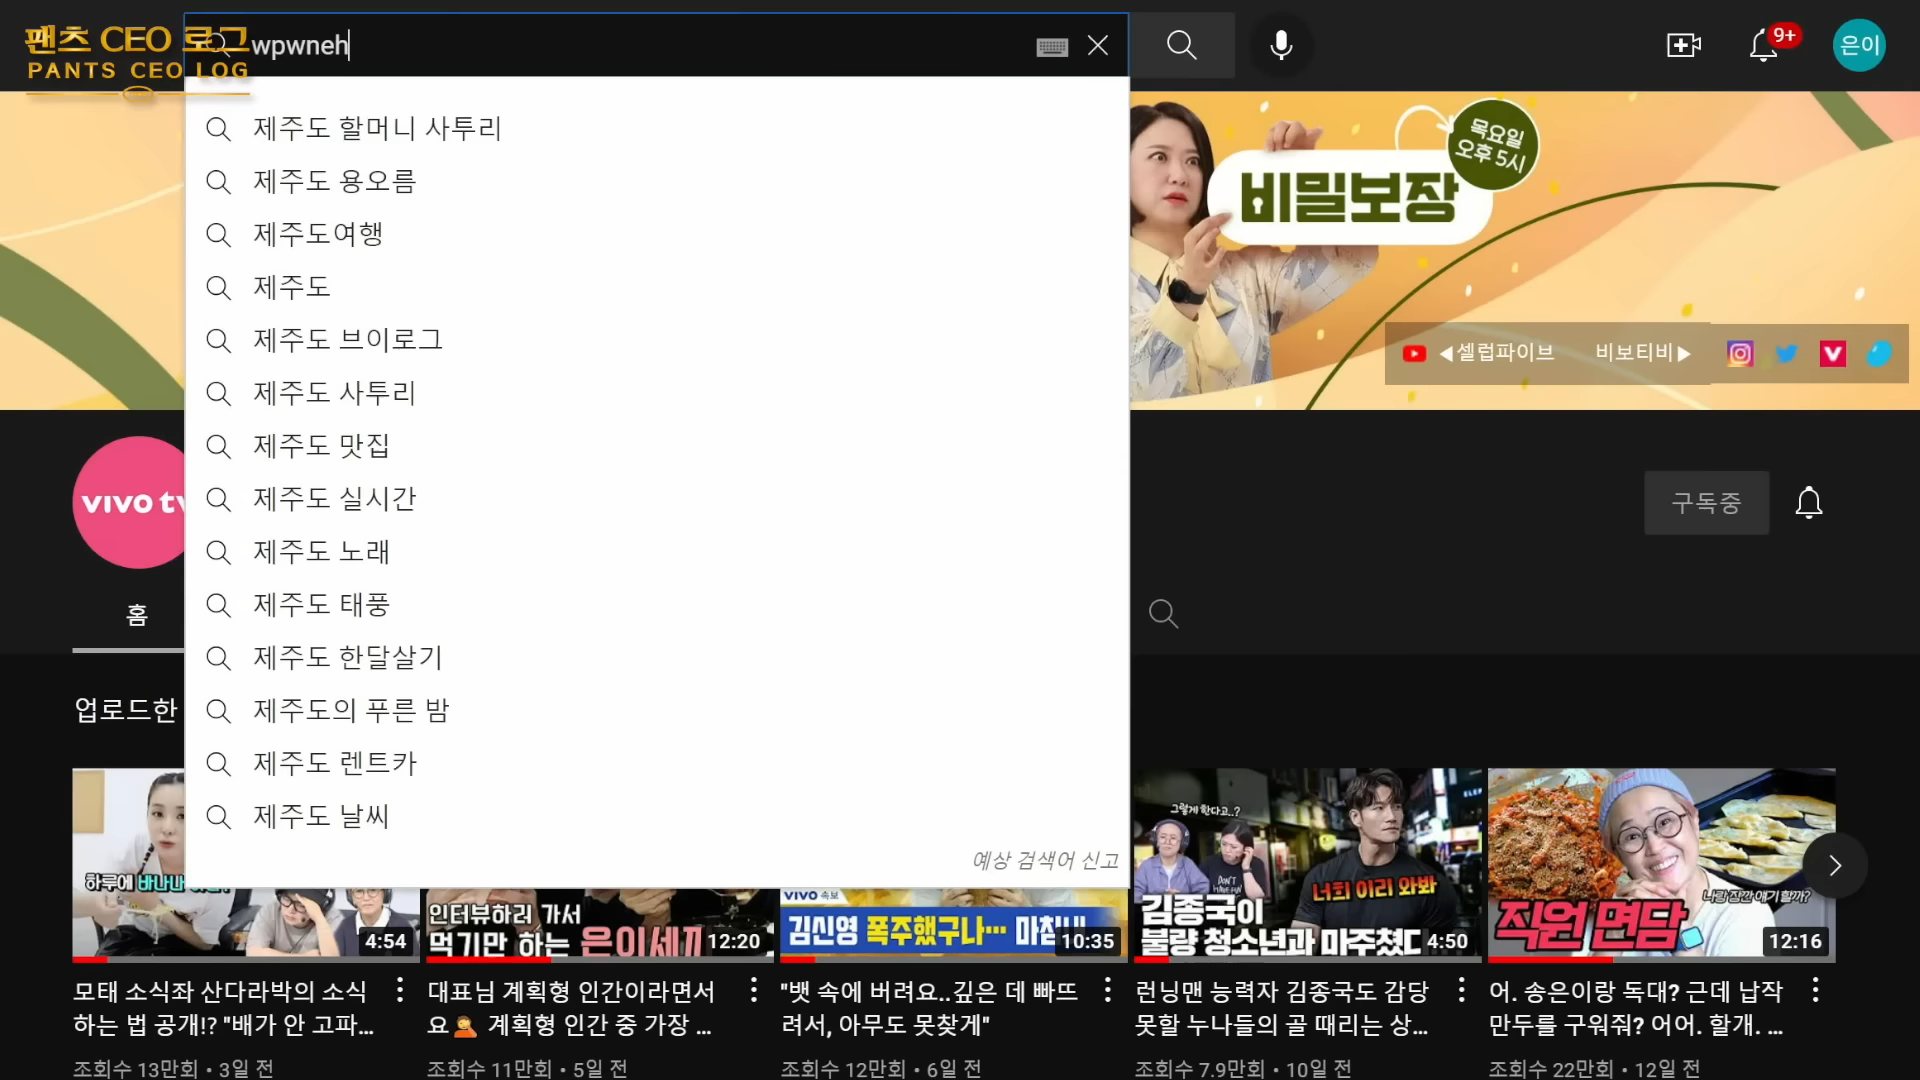 팬츠 CEO 로그
PANTS CEO LOG
wpwneh
9+
은이
제주도 할머니 사투리
제주도 용오름
제주도여행
제주도
제주도 브이로그
제주도 사투리
제주도 맛집
제주도 실시간
제주도 노래
제주도 태풍
제주도 한달살기
제주도의 푸른 밤
제주도 렌트카
제주도 날씨
예상 검색어 신고
목요일
오후 5시
비밀보장
◀셀럽파이브 비보티비▶
vivo tv
구독중
홈
업로드한
하루에 바나나
4:54
인터뷰하러 가서
먹기만 하는 은이세끼
12:20
vivo 속보
김신영 폭주했구나… 마침내
10:35
그렇게 한다고..?
DON'T HAVE FUN
너희 이리 와봐
김종국이
불량 청소년과 마주쳤다
4:50
나랑 잠깐 얘기 할까?
직원 면담
12:16
모태 소식좌 산다라박의 소식
하는 법 공개!? "배가 안 고파...
조회수 13만회 • 3일 전
대표님 계획형 인간이라면서
요🤦 계획형 인간 중 가장 ...
조회수 11만회 • 5일 전
"뱃 속에 버려요..깊은 데 빠뜨
려서, 아무도 못찾게"
조회수 12만회 • 6일 전
런닝맨 능력자 김종국도 감당
못할 누나들의 골 때리는 상...
조회수 7.9만회 • 10일 전
어. 송은이랑 독대? 근데 납작
만두를 구워줘? 어어. 할개. ...
조회수 22만회 • 12일 전